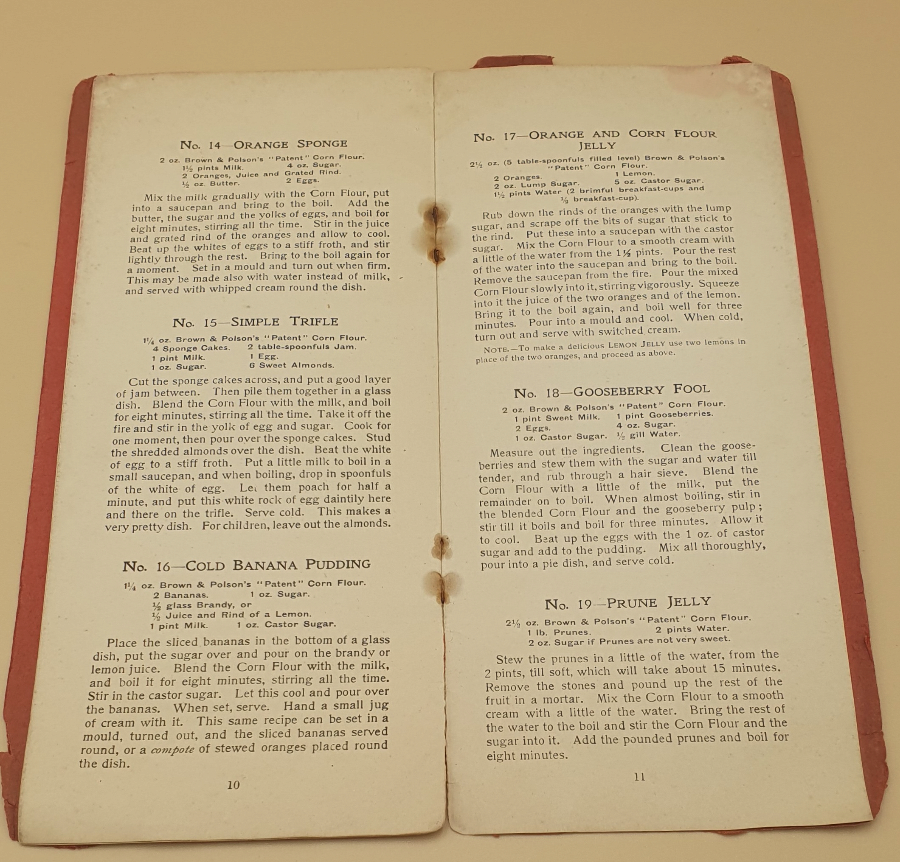 No. 14—ORANGE SPONGE
2 oz. Brown & Polson's "Patent" Corn Flour.
1½ pints Milk. 4 oz. Sugar.
2 Oranges, Juice and Grated Rind.
½ oz. Butter. 2 Eggs.
Mix the milk gradually with the Corn Flour, put
into a saucepan and bring to the boil. Add the
butter, the sugar and the yolks of eggs, and boil for
eight minutes, stirring all the time. Stir in the juice
and grated rind of the oranges and allow to cool.
Beat up the whites of eggs to a stiff froth, and stir
lightly through the rest. Bring to the boil again for
a moment. Set in a mould and turn out when firm.
This may be made also with water instead of milk,
and served with whipped cream round the dish.
No. 15—SIMPLE TRIFLE
1¼ oz. Brown & Polson's "Patent" Corn Flour.
4 Sponge Cakes. 2 table-spoonfuls Jam.
1 pint Milk. 1 Egg.
1 oz. Sugar. 6 Sweet Almonds.
Cut the sponge cakes across, and put a good layer
of jam between. Then pile them together in a glass
dish. Blend the Corn Flour with the milk, and boil
for eight minutes, stirring all the time. Take it off the
fire and stir in the yolk of egg and sugar. Cook for
one moment, then pour over the sponge cakes. Stud
the shredded almonds over the dish. Beat the white
of egg to a stiff froth. Put a little milk to boil in a
small saucepan, and when boiling, drop in spoonfuls
of the white of egg. Let them poach for half a
minute, and put this white rock of egg daintily here
and there on the trifle. Serve cold. This makes a
very pretty dish. For children, leave out the almonds.
No. 16—COLD BANANA PUDDING
1¼ oz. Brown & Polson's "Patent" Corn Flour.
2 Bananas. 1 oz. Sugar.
½ glass Brandy, or
½ Juice and Rind of a Lemon.
1 pint Milk. 1 oz. Castor Sugar.
Place the sliced bananas in the bottom of a glass
dish, put the sugar over and pour on the brandy or
lemon juice. Blend the Corn Flour with the milk,
and boil it for eight minutes, stirring all the time.
Stir in the castor sugar. Let this cool and pour over
the bananas. When set, serve. Hand a small jug
of cream with it. This same recipe can be set in a
mould, turned out, and the sliced bananas served
round, or a compote of stewed oranges placed round
the dish.
10
No. 17—ORANGE AND CORN FLOUR
JELLY
2½ oz. (5 table-spoonfuls filled level) Brown & Polson's
"Patent" Corn Flour.
2 Oranges. 1 Lemon.
2 oz. Lump Sugar. 5 oz. Castor Sugar.
1½ pints Water (2 brimful breakfast-cups and
½ breakfast-cup).
Rub down the rinds of the oranges with the lump
sugar, and scrape off the bits of sugar that stick to
the rind. Put these into a saucepan with the castor
sugar. Mix the Corn Flour to a smooth cream with
a little of the water from the 1½ pints. Pour the rest
of the water into the saucepan and bring to the boil.
Remove the saucepan from the fire. Pour the mixed
Corn Flour slowly into it, stirring vigorously. Squeeze
into it the juice of the two oranges and of the lemon.
Bring it to the boil again, and boil well for three
minutes. Pour into a mould and cool. When cold,
turn out and serve with switched cream.
NOTE.—To make a delicious LEMON JELLY use two lemons in
place of the two oranges, and proceed as above.
No. 18—GOOSEBERRY FOOL
2 oz. Brown & Polson's "Patent" Corn Flour.
1 pint Sweet Milk. 1 pint Gooseberries.
2 Eggs. 4 oz. Sugar.
1 oz. Castor Sugar. ½ gill Water.
Measure out the ingredients. Clean the goose-
berries and stew them with the sugar and water till
tender, and rub through a hair sieve. Blend the
Corn Flour with a little of the milk, put the
remainder on to boil. When almost boiling, stir in
the blended Corn Flour and the gooseberry pulp;
stir till it boils and boil for three minutes. Allow it
to cool. Beat up the eggs with the 1 oz. of castor
sugar and add to the pudding. Mix all thoroughly,
pour into a pie dish, and serve cold.
No. 19—PRUNE JELLY
2½ oz. Brown & Polson's "Patent" Corn Flour.
1 lb. Prunes. 2 pints Water.
2 oz. Sugar if Prunes are not very sweet.
Stew the prunes in a little of the water, from the
2 pints, till soft, which will take about 15 minutes.
Remove the stones and pound up the rest of the
fruit in a mortar. Mix the Corn Flour to a smooth
cream with a little of the water. Bring the rest of
the water to the boil and stir the Corn Flour and the
sugar into it. Add the pounded prunes and boil for
eight minutes.
11